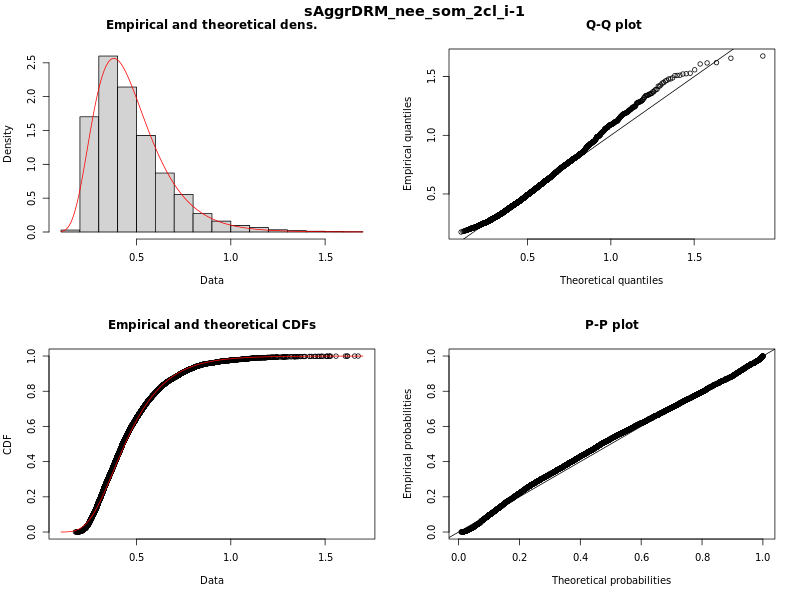 sAggrDRM_nee_som_2cl_i-1
Empirical and theoretical dens.
Density
0.0 0.5 1.0 1.5 2.0 2.5
0.5 1.0 1.5
Data
Q-Q plot
Empirical quantiles
0.5 1.0 1.5
0.5 1.0 1.5
Theoretical quantiles
Empirical and theoretical CDFs
CDF
0.0 0.2 0.4 0.6 0.8 1.0
0.5 1.0 1.5
Data
P-P plot
Empirical probabilities
0.0 0.2 0.4 0.6 0.8 1.0
0.0 0.2 0.4 0.6 0.8 1.0
Theoretical probabilities